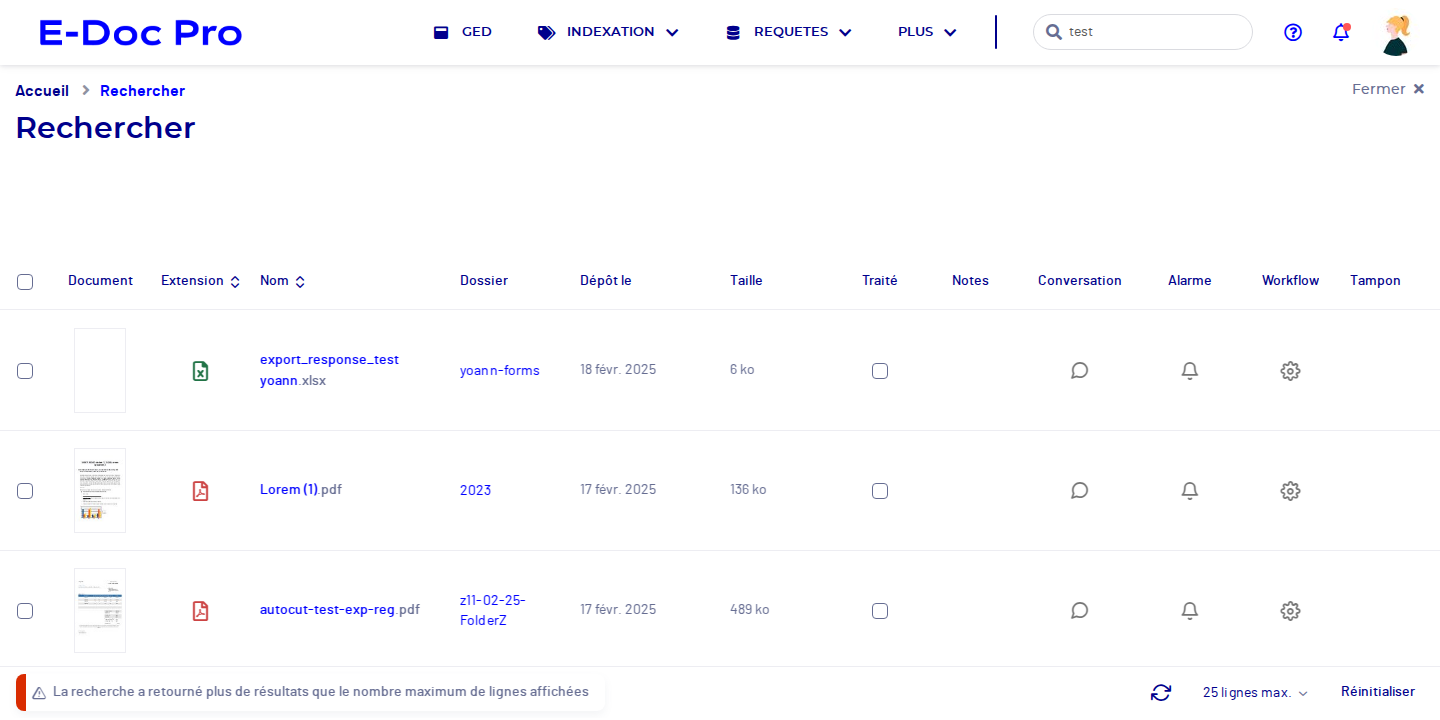 E-Doc Pro
GED
INDEXATION
REQUETES
PLUS
test
Accueil
Rechercher
Fermer
Rechercher
Document
Extension
Nom
Dossier
Dépôt le
Taille
Traité
Notes
Conversation
Alarme
Workflow
Tampon
export_response_test
yoann.xlsx
yoann-forms
18 févr. 2025
6 ko
Lorem (1).pdf
2023
17 févr. 2025
136 ko
autocut-test-exp-reg.pdf
z11-02-25-
FolderZ
17 févr. 2025
489 ko
La recherche a retourné plus de résultats que le nombre maximum de lignes affichées
25 lignes max.
Réinitialiser